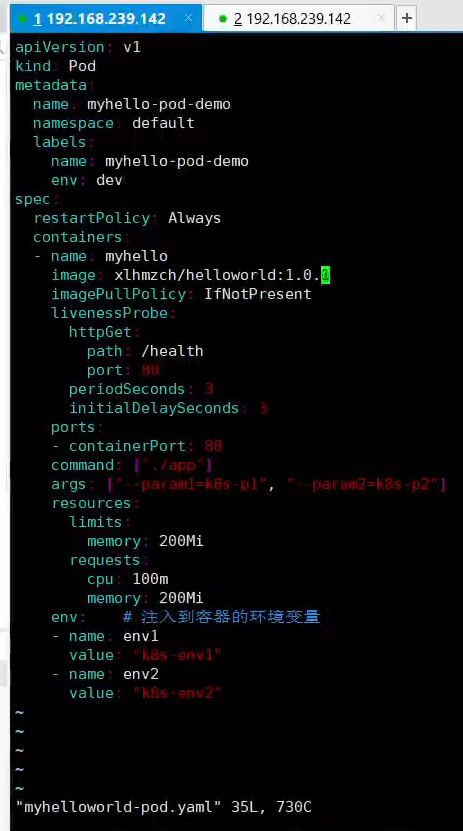 1 192.168.239.142 × 2 192.168.239.142 × +
apiVersion: v1
kind: Pod
metadata:
  name: myhello-pod-demo
  namespace: default
  labels:
    name: myhello-pod-demo
    env: dev
spec:
  restartPolicy: Always
  containers:
  - name: myhello
    image: xlhmzch/helloworld:1.0.
    imagePullPolicy: IfNotPresent
    livenessProbe:
      httpGet:
        path: /health
        port: 80
      periodSeconds: 3
      initialDelaySeconds: 3
    ports:
    - containerPort: 80
    command: ["./app"]
    args: ["--param1=k8s-p1", "--param2=k8s-p2"]
    resources:
      limits:
        memory: 200Mi
      requests:
        cpu: 100m
        memory: 200Mi
    env:    # 注入到容器的环境变量
    - name: env1
      value: "k8s-env1"
    - name: env2
      value: "k8s-env2"
~
~
~
~
~
"myhelloworld-pod.yaml" 35L, 730C